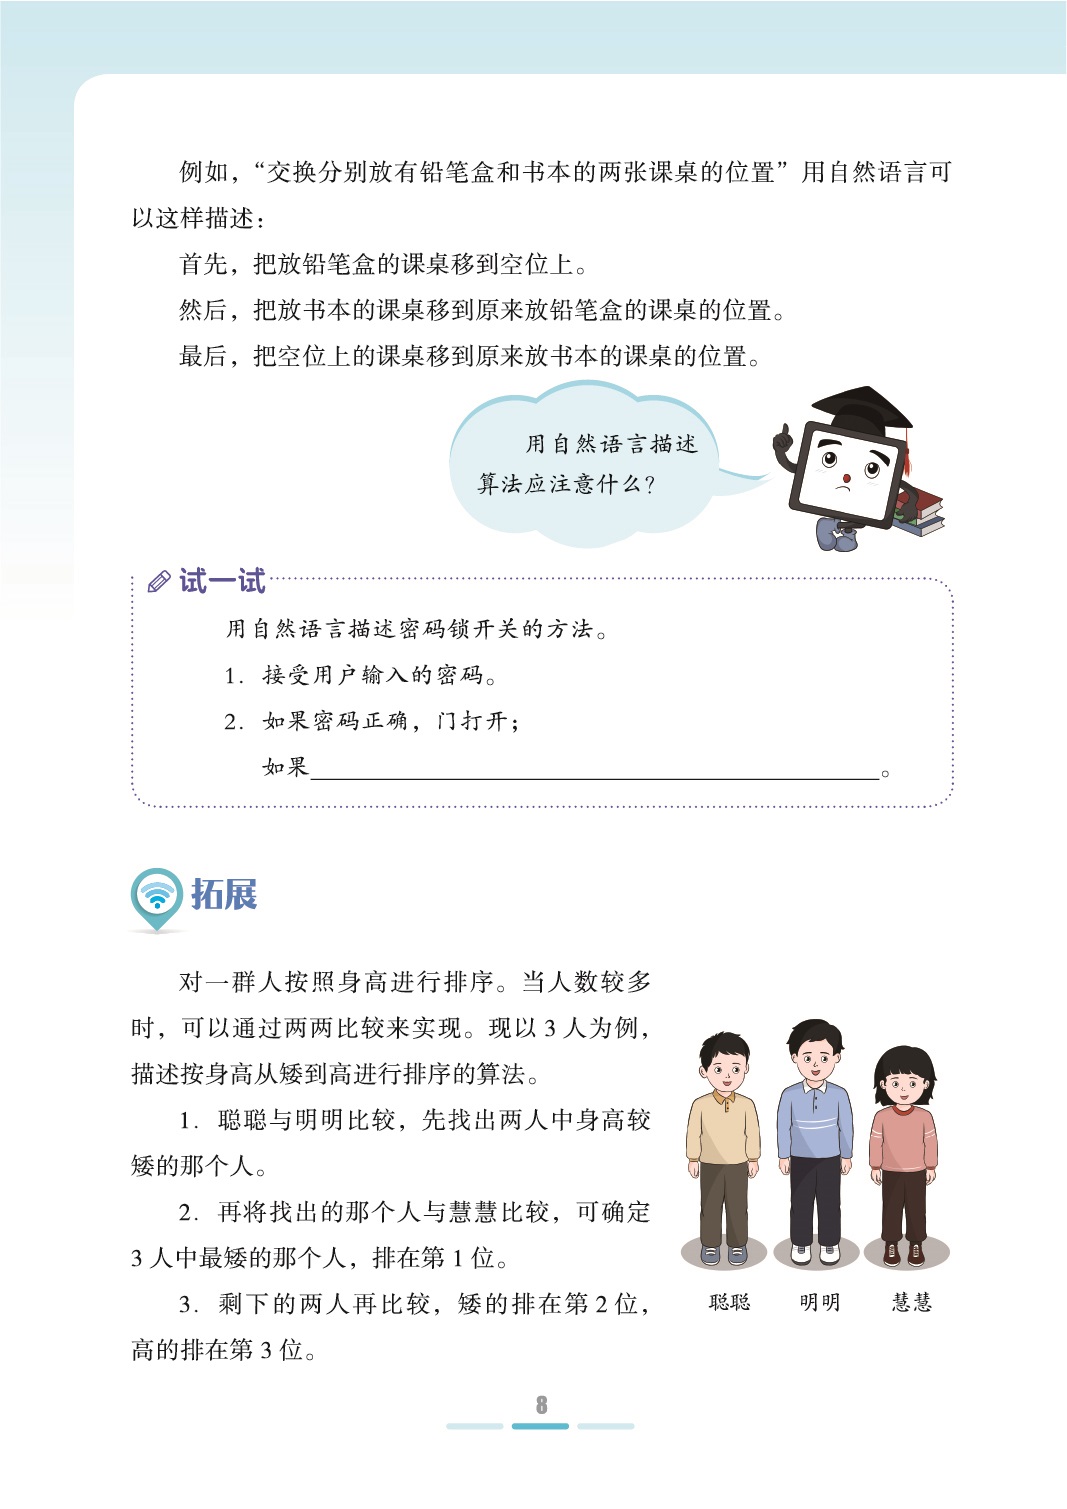 例如，“交换分别放有铅笔盒和书本的两张课桌的位置”用自然语言可
以这样描述：
首先，把放铅笔盒的课桌移到空位上。
然后，把放书本的课桌移到原来放铅笔盒的课桌的位置。
最后，把空位上的课桌移到原来放书本的课桌的位置。
用自然语言描述
算法应注意什么？
试一试
用自然语言描述密码锁开关的方法。
1. 接受用户输入的密码。
2. 如果密码正确，门打开；
如果。
拓展
对一群人按照身高进行排序。当人数较多
时，可以通过两两比较来实现。现以 3 人为例，
描述按身高从矮到高进行排序的算法。
1. 聪聪与明明比较，先找出两人中身高较
矮的那个人。
2. 再将找出的那个人与慧慧比较，可确定
3 人中最矮的那个人，排在第 1 位。
3. 剩下的两人再比较，矮的排在第 2 位，
高的排在第 3 位。
聪聪 明明 慧慧
8